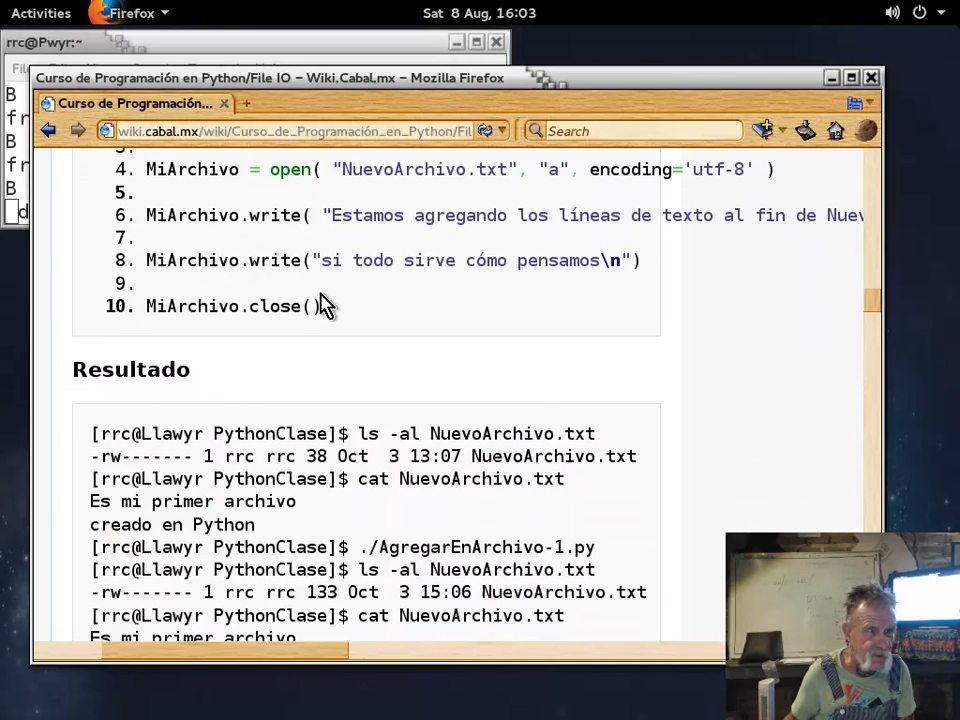 Activities Firefox Sat 8 Aug, 16:03
rrc@Pwyr:~
Curso de Programación en Python/File IO – Wiki.Cabal.mx – Mozilla Firefox
Curso de Programación...
wiki.cabal.mx/wiki/Curso_de_Programación_en_Python/Fil Search
B
fr
B
fr
B
d
4. MiArchivo = open( "NuevoArchivo.txt", "a", encoding='utf-8' )
5.
6. MiArchivo.write( "Estamos agregando los líneas de texto al fin de Nuev
7.
8. MiArchivo.write("si todo sirve cómo pensamos\n")
9.
10. MiArchivo.close()
Resultado
[rrc@Llawyr PythonClase]$ ls -al NuevoArchivo.txt
-rw------- 1 rrc rrc 38 Oct  3 13:07 NuevoArchivo.txt
[rrc@Llawyr PythonClase]$ cat NuevoArchivo.txt
Es mi primer archivo
creado en Python
[rrc@Llawyr PythonClase]$ ./AgregarEnArchivo-1.py
[rrc@Llawyr PythonClase]$ ls -al NuevoArchivo.txt
-rw------- 1 rrc rrc 133 Oct  3 15:06 NuevoArchivo.txt
[rrc@Llawyr PythonClase]$ cat NuevoArchivo.txt
Es mi primer archivo